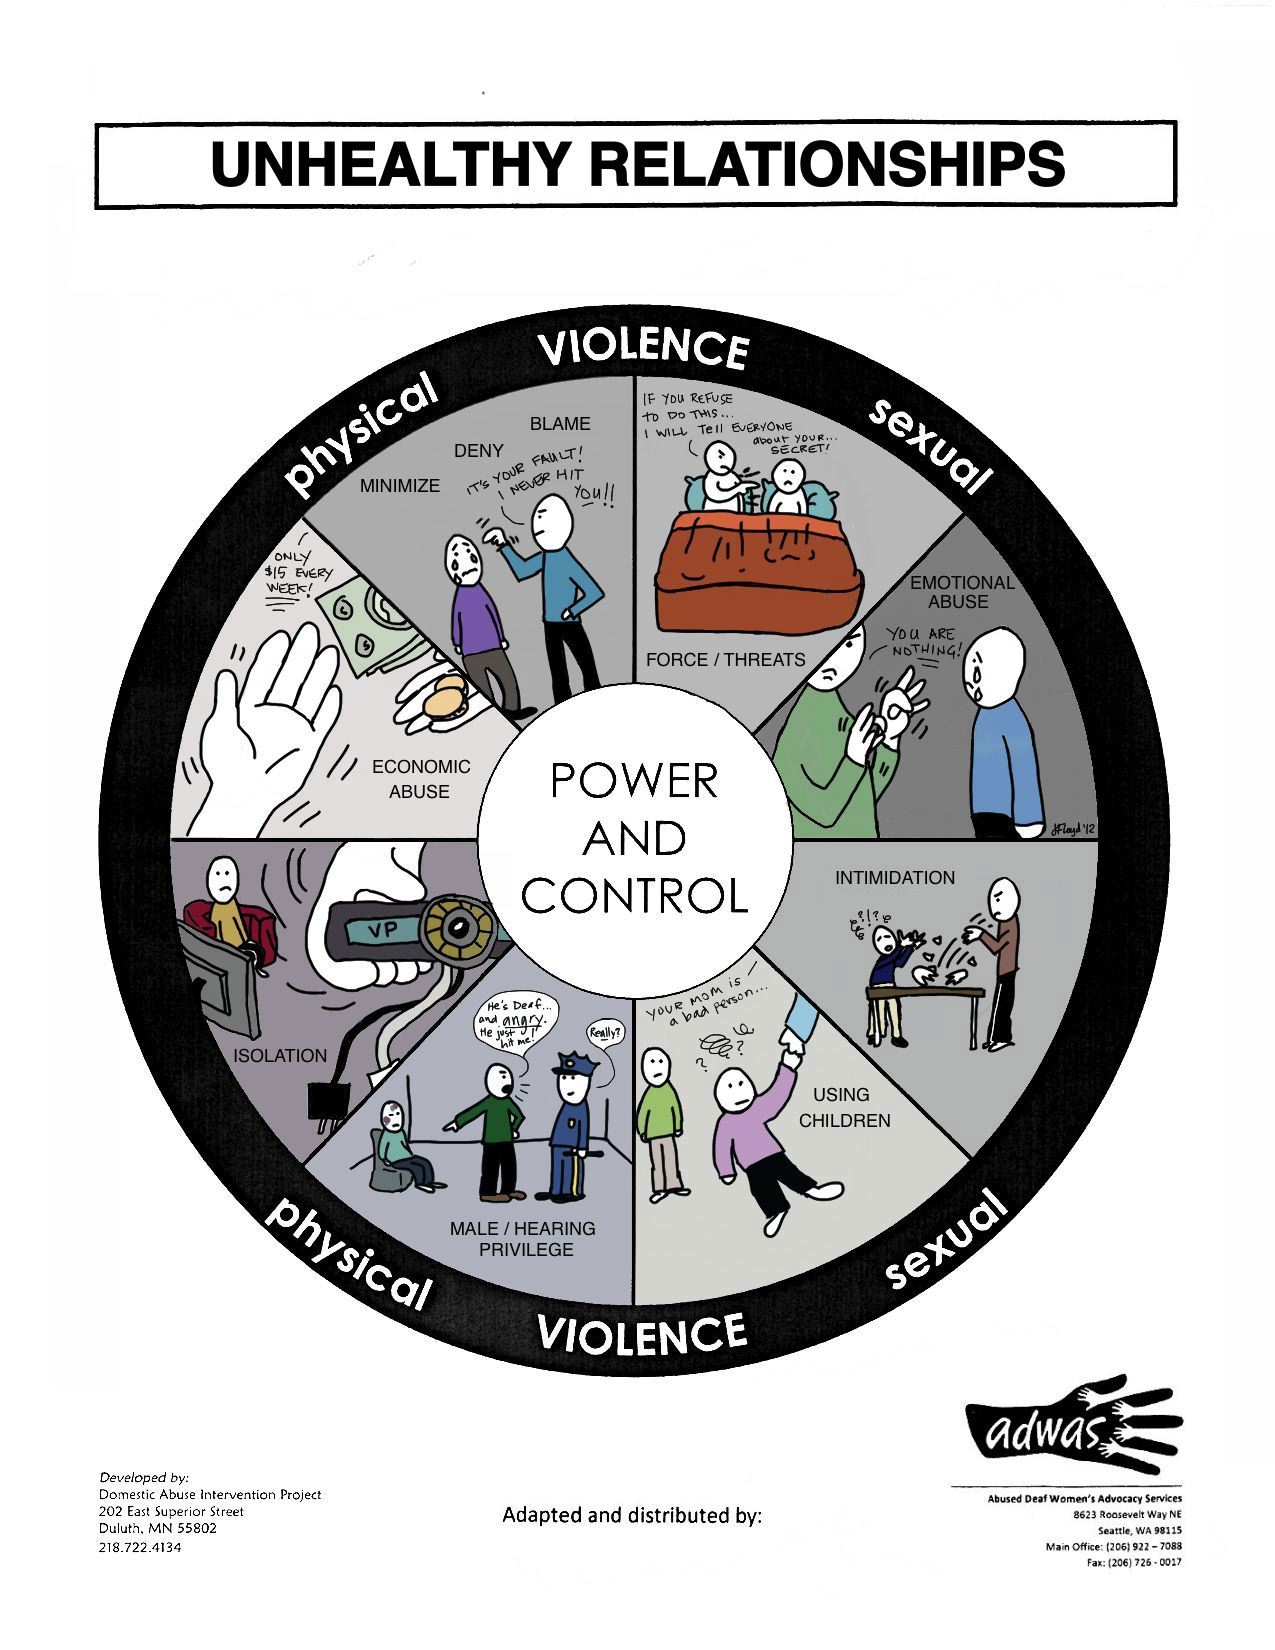 UNHEALTHY RELATIONSHIPS
physical
VIOLENCE
sexual
MINIMIZE
DENY
BLAME
IT'S YOUR FAULT!
I NEVER HIT
YOU!!
IF YOU REFUSE
TO DO THIS...
I WILL Tell EVERYONE
about YOUR...
SECRET!
FORCE / THREATS
EMOTIONAL
ABUSE
YOU ARE
NOTHING!
JFloyd '12
ONLY
$15 EVERY
WEEK!
5
ECONOMIC
ABUSE
POWER
AND
CONTROL
INTIMIDATION
?!?
VP
ISOLATION
He's Deaf...
and angry.
He just
hit me!
Really?
MALE / HEARING
PRIVILEGE
YOUR MOM is
a bad person...
?
?
USING
CHILDREN
physical
VIOLENCE
sexual
adwas
Developed by:
Domestic Abuse Intervention Project
202 East Superior Street
Duluth, MN 55802
218.722.4134
Adapted and distributed by:
Abused Deaf Women's Advocacy Services
8623 Roosevelt Way NE
Seattle, WA 98115
Main Office: (206) 922 – 7088
Fax: (206) 726 - 0017